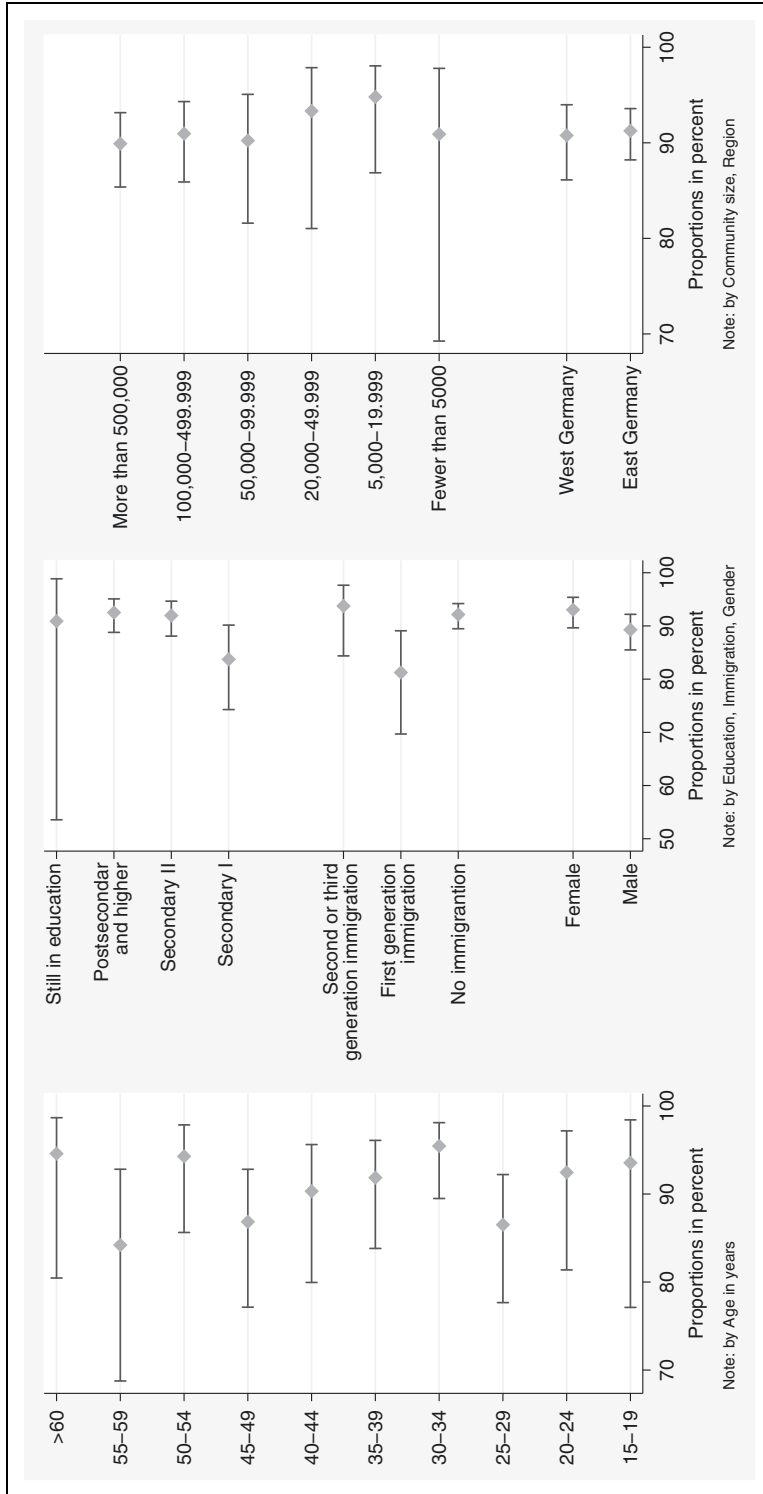 >60
55–59
50–54
45–49
40–44
35–39
30–34
25–29
20–24
15–19
70 80 90 100
Proportions in percent
Note: by Age in years
Still in education
Postsecondar
and higher
Secondary II
Secondary I
Second or third
generation immigration
First generation
immigration
No immigrantion
Female
Male
50 60 70 80 90 100
Proportions in percent
Note: by Education, Immigration, Gender
More than 500,000
100,000–499.999
50,000–99.999
20,000–49.999
5,000–19.999
Fewer than 5000
West Germany
East Germany
70 80 90 100
Proportions in percent
Note: by Community size, Region